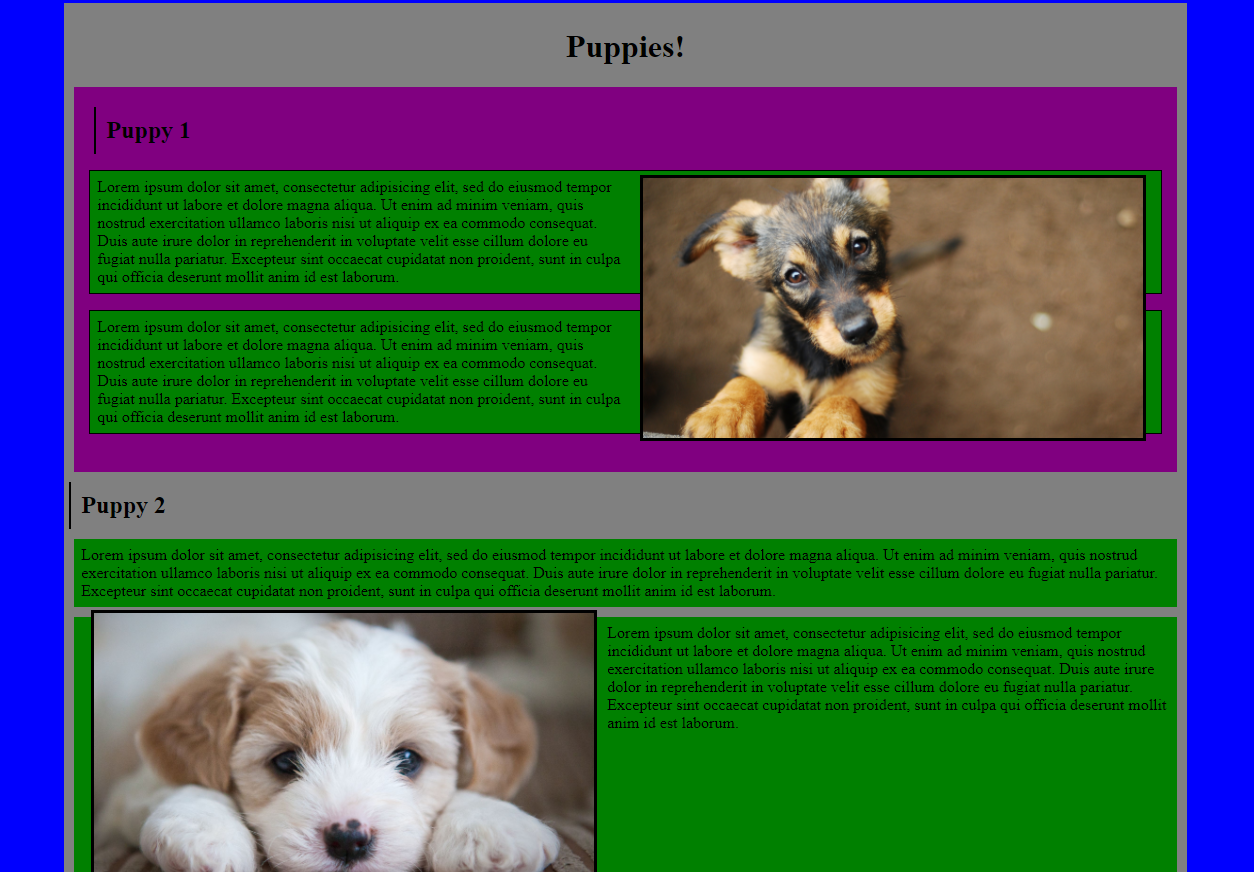 Puppies!
Puppy 1
Lorem ipsum dolor sit amet, consectetur adipisicing elit, sed do eiusmod tempor
incididunt ut labore et dolore magna aliqua. Ut enim ad minim veniam, quis
nostrud exercitation ullamco laboris nisi ut aliquip ex ea commodo consequat.
Duis aute irure dolor in reprehenderit in voluptate velit esse cillum dolore eu
fugiat nulla pariatur. Excepteur sint occaecat cupidatat non proident, sunt in culpa
qui officia deserunt mollit anim id est laborum.
Lorem ipsum dolor sit amet, consectetur adipisicing elit, sed do eiusmod tempor
incididunt ut labore et dolore magna aliqua. Ut enim ad minim veniam, quis
nostrud exercitation ullamco laboris nisi ut aliquip ex ea commodo consequat.
Duis aute irure dolor in reprehenderit in voluptate velit esse cillum dolore eu
fugiat nulla pariatur. Excepteur sint occaecat cupidatat non proident, sunt in culpa
qui officia deserunt mollit anim id est laborum.
Puppy 2
Lorem ipsum dolor sit amet, consectetur adipisicing elit, sed do eiusmod tempor incididunt ut labore et dolore magna aliqua. Ut enim ad minim veniam, quis nostrud
exercitation ullamco laboris nisi ut aliquip ex ea commodo consequat. Duis aute irure dolor in reprehenderit in voluptate velit esse cillum dolore eu fugiat nulla pariatur.
Excepteur sint occaecat cupidatat non proident, sunt in culpa qui officia deserunt mollit anim id est laborum.
Lorem ipsum dolor sit amet, consectetur adipisicing elit, sed do eiusmod tempor
incididunt ut labore et dolore magna aliqua. Ut enim ad minim veniam, quis nostrud
exercitation ullamco laboris nisi ut aliquip ex ea commodo consequat. Duis aute irure
dolor in reprehenderit in voluptate velit esse cillum dolore eu fugiat nulla pariatur.
Excepteur sint occaecat cupidatat non proident, sunt in culpa qui officia deserunt mollit
anim id est laborum.